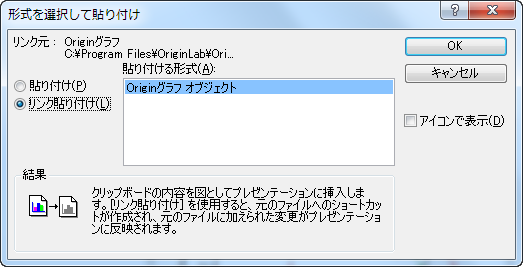 形式を選択して貼り付け
リンク元： Originグラフ
C:¥Program Files¥OriginLab¥Ori...
貼り付ける形式(A):
貼り付け(P)
リンク貼り付け(L)
Originグラフ オブジェクト
OK
キャンセル
アイコンで表示(D)
結果
クリップボードの内容を図としてプレゼンテーションに挿入しま
す。[リンク貼り付け] を使用すると、元のファイルへのショートカッ
トが作成され、元のファイルに加えられた変更がプレゼンテーショ
ンに反映されます。